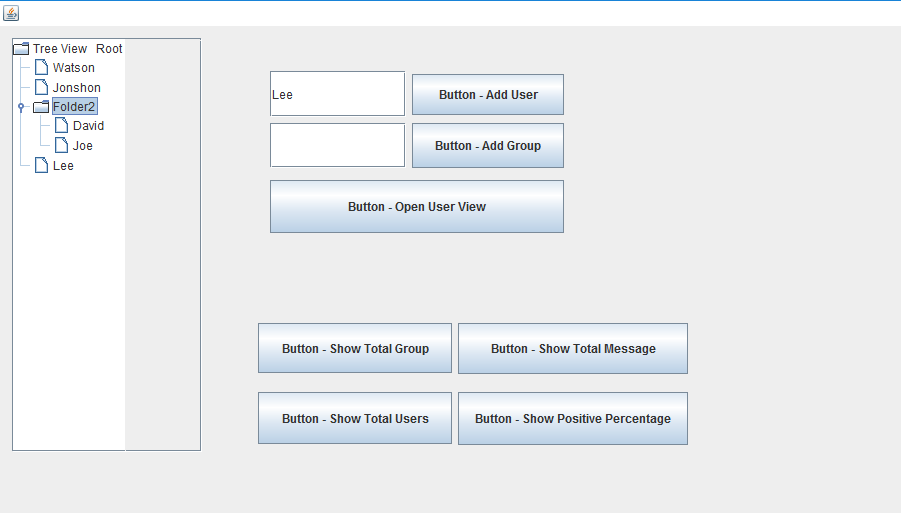 Tree View Root
Watson
Jonshon
Folder2
David
Joe
Lee
Lee
Button - Add User
Button - Add Group
Button - Open User View
Button - Show Total Group
Button - Show Total Message
Button - Show Total Users
Button - Show Positive Percentage